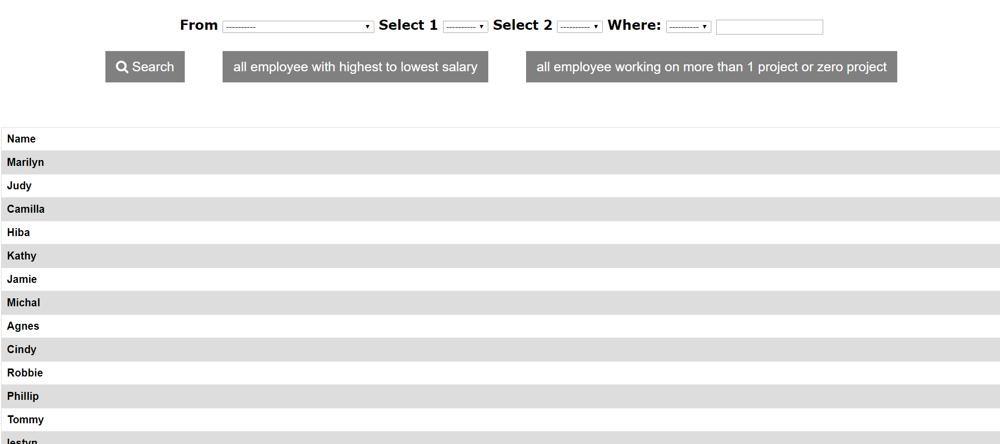 From ---------- Select 1 ---------- Select 2 ---------- Where: ----------
Search all employee with highest to lowest salary all employee working on more than 1 project or zero project
Name
Marilyn
Judy
Camilla
Hiba
Kathy
Jamie
Michal
Agnes
Cindy
Robbie
Phillip
Tommy